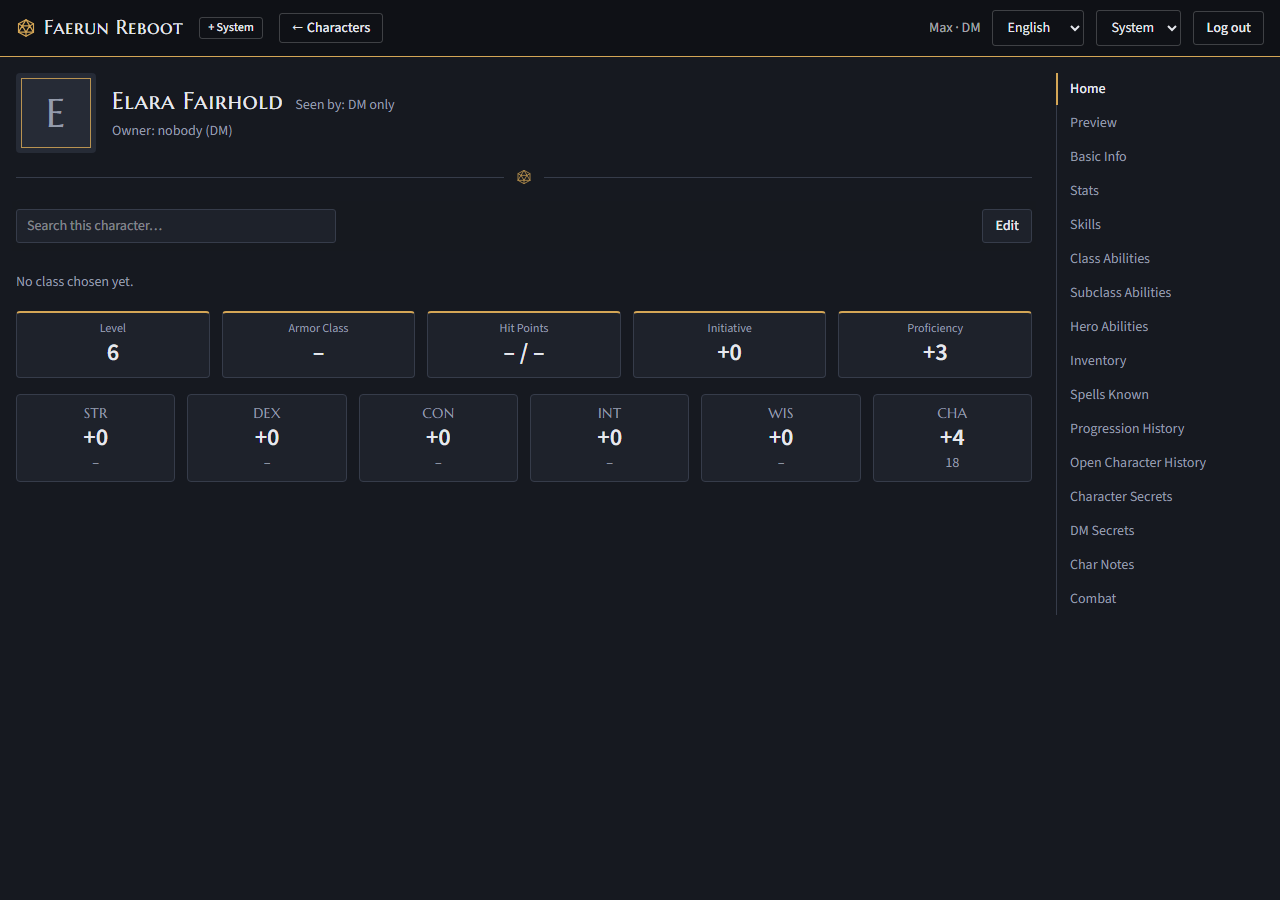 Faerun Reboot
+ System
← Characters
Max · DM
English
System
Log out
E
Elara Fairhold
Seen by: DM only
Owner: nobody (DM)
Search this character…
Edit
No class chosen yet.
Level
6
Armor Class
–
Hit Points
– / –
Initiative
+0
Proficiency
+3
STR
+0
–
DEX
+0
–
CON
+0
–
INT
+0
–
WIS
+0
–
CHA
+4
18
Home
Preview
Basic Info
Stats
Skills
Class Abilities
Subclass Abilities
Hero Abilities
Inventory
Spells Known
Progression History
Open Character History
Character Secrets
DM Secrets
Char Notes
Combat